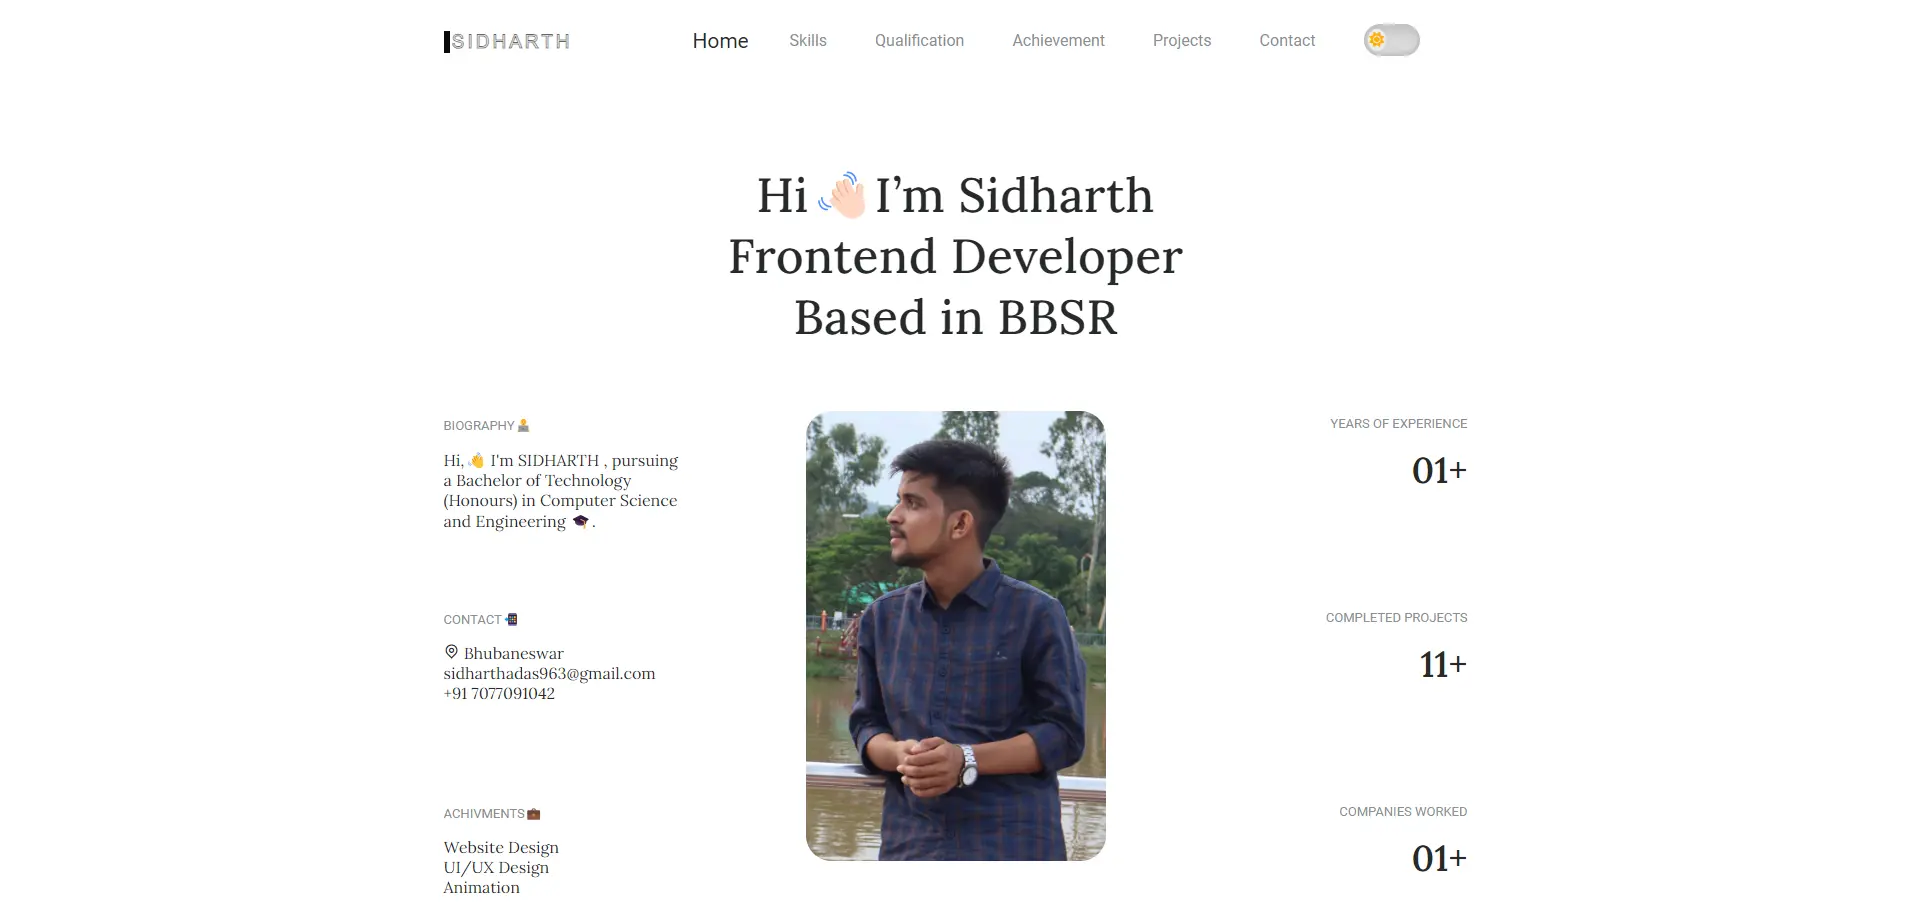 SIDHARTH
Home Skills Qualification Achievement Projects Contact
Hi 👋🏻 I’m Sidharth
Frontend Developer
Based in BBSR
BIOGRAPHY
Hi, 👋 I'm SIDHARTH , pursuing
a Bachelor of Technology
(Honours) in Computer Science
and Engineering 🎓 .
CONTACT 📲
Bhubaneswar
sidharthadas963@gmail.com
+91 7077091042
ACHIVMENTS 💼
Website Design
UI/UX Design
Animation
YEARS OF EXPERIENCE
01+
COMPLETED PROJECTS
11+
COMPANIES WORKED
01+